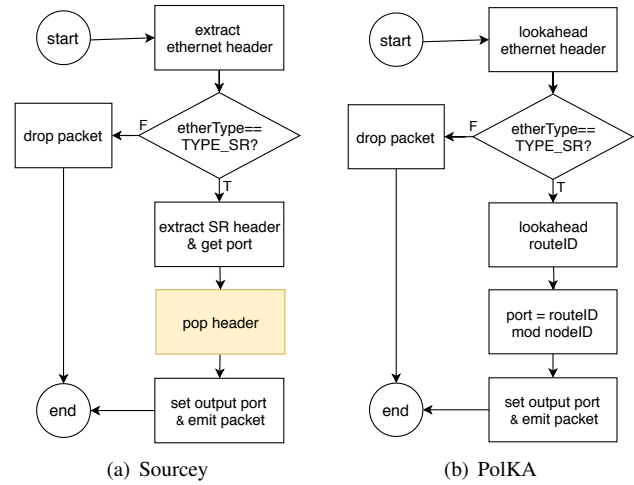 start
extract
ethernet header
etherType==
TYPE_SR?
F
drop packet
T
extract SR header
& get port
pop header
set output port
& emit packet
end
(a) Sourcey
start
lookahead
ethernet header
etherType==
TYPE_SR?
F
drop packet
T
lookahead
routeID
port = routeID
mod nodeID
set output port
& emit packet
end
(b) PolKA